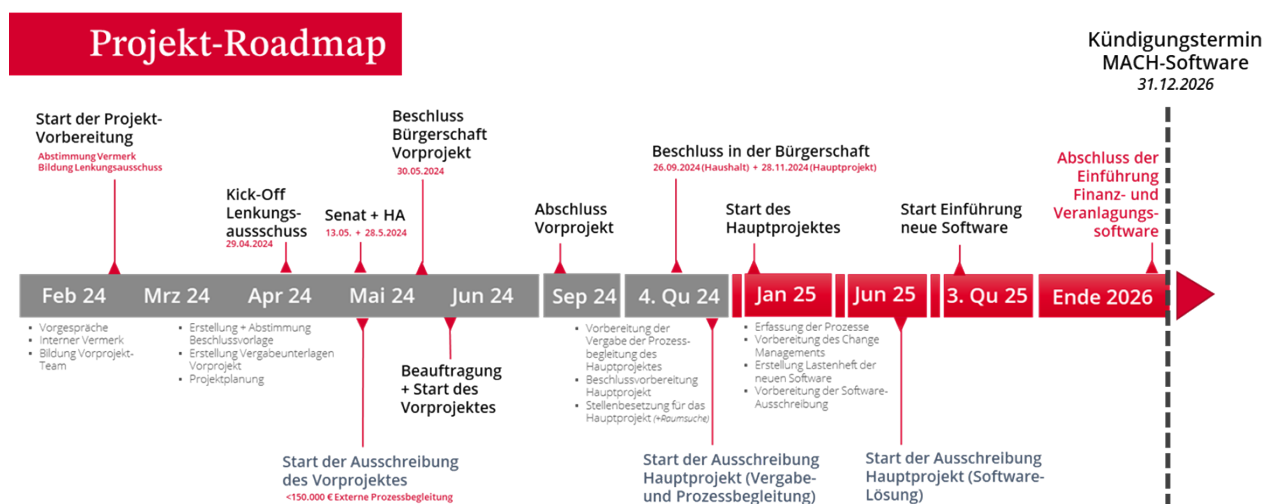 Projekt-Roadmap
Kündigungstermin
MACH-Software
31.12.2026
Start der Projekt-
Vorbereitung
Abstimmung Vermerk
Bildung Lenkungsausschuss
Kick-Off
Lenkungs-
aussschuss
29.04.2024
Senat + HA
13.05. + 28.5.2024
Beschluss
Bürgerschaft
Vorprojekt
30.05.2024
Abschluss
Vorprojekt
Beschluss in der Bürgerschaft
26.09.2024 (Haushalt) + 28.11.2024 (Hauptprojekt)
Start des
Hauptprojektes
Start Einführung
neue Software
Abschluss der
Einführung
Finanz- und
Veranlagungs-
software
Feb 24
Mrz 24
Apr 24
Mai 24
Jun 24
Sep 24
4. Qu 24
Jan 25
Jun 25
3. Qu 25
Ende 2026
▪ Vorgespräche
▪ Interner Vermerk
▪ Bildung Vorprojekt-
Team
▪ Erstellung + Abstimmung
Beschlussvorlage
▪ Erstellung Vergabeunterlagen
Vorprojekt
▪ Projektplanung
Beauftragung
+ Start des
Vorprojektes
▪ Vorbereitung der
Vergabe der Prozess-
begleitung des
Hauptprojektes
▪ Beschlussvorbereitung
Hauptprojekt
▪ Stellenbesetzung für das
Hauptprojekt (+Raumsuche)
▪ Erfassung der Prozesse
▪ Vorbereitung des Change
Managements
▪ Erstellung Lastenheft der
neuen Software
▪ Vorbereitung der Software-
Ausschreibung
Start der Ausschreibung
des Vorprojektes
<150.000 € Externe Prozessbegleitung
Start der Ausschreibung
Hauptprojekt (Vergabe-
und Prozessbegleitung)
Start der Ausschreibung
Hauptprojekt (Software-
Lösung)